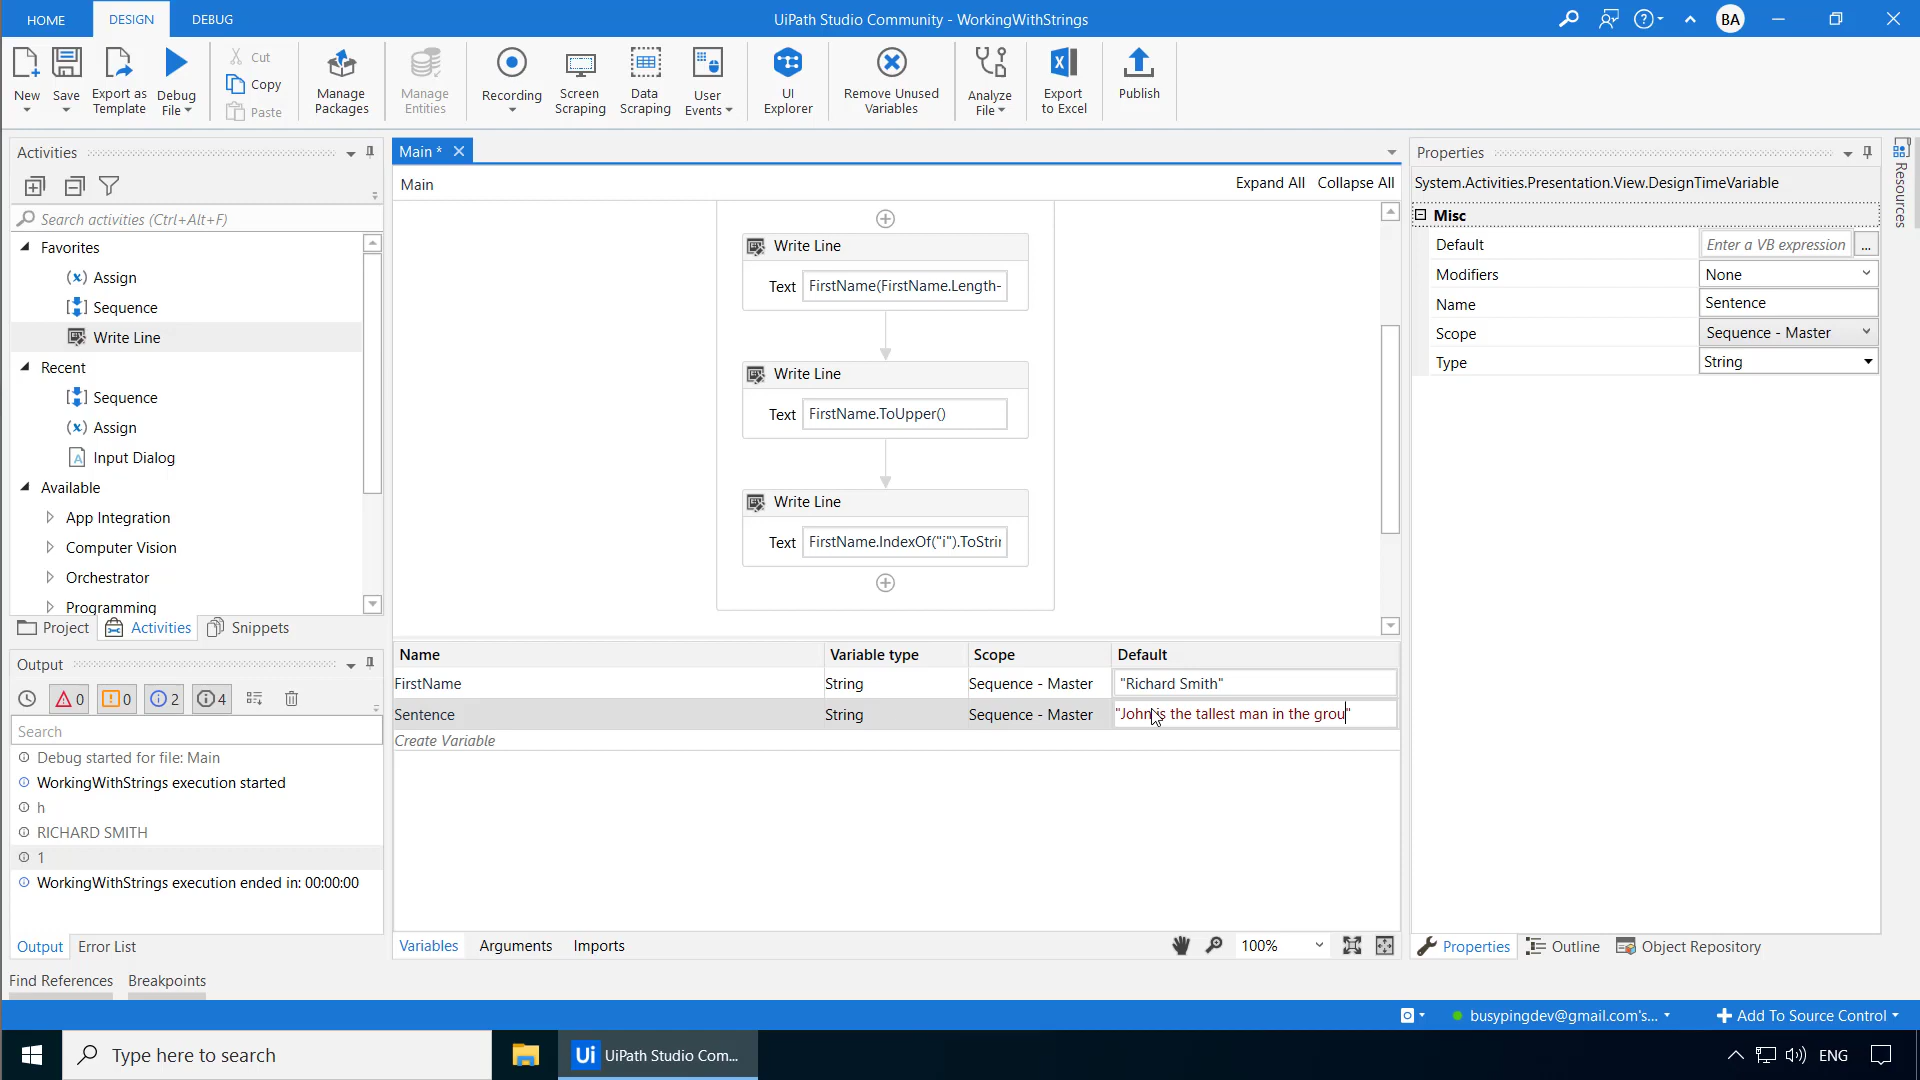 HOME
DESIGN
DEBUG
UiPath Studio Community - WorkingWithStrings
BA
New
Save
Export as Template
Debug File
Cut
Copy
Paste
Manage Packages
Manage Entities
Recording
Screen Scraping
Data Scraping
User Events
UI Explorer
Remove Unused Variables
Analyze File
Export to Excel
Publish
Activities
Search activities (Ctrl+Alt+F)
Favorites
Assign
Sequence
Write Line
Recent
Sequence
Assign
Input Dialog
Available
App Integration
Computer Vision
Orchestrator
Programming
Project
Activities
Snippets
Output
0
0
2
4
Search
Debug started for file: Main
WorkingWithStrings execution started
h
RICHARD SMITH
1
WorkingWithStrings execution ended in: 00:00:00
Output
Error List
Find References
Breakpoints
Main *
Main
Expand All
Collapse All
Write Line
Text FirstName(FirstName.Length-
Write Line
Text FirstName.ToUpper()
Write Line
Text FirstName.IndexOf("i").ToStrin
Name Variable type Scope Default
FirstName String Sequence - Master "Richard Smith"
Sentence String Sequence - Master "John is the tallest man in the grou"
Create Variable
Variables
Arguments
Imports
100%
Properties
System.Activities.Presentation.View.DesignTimeVariable
Misc
Default Enter a VB expression ...
Modifiers None
Name Sentence
Scope Sequence - Master
Type String
Properties
Outline
Object Repository
Resources
busypingdev@gmail.com's...
Add To Source Control
Type here to search
Ui UiPath Studio Com...
ENG